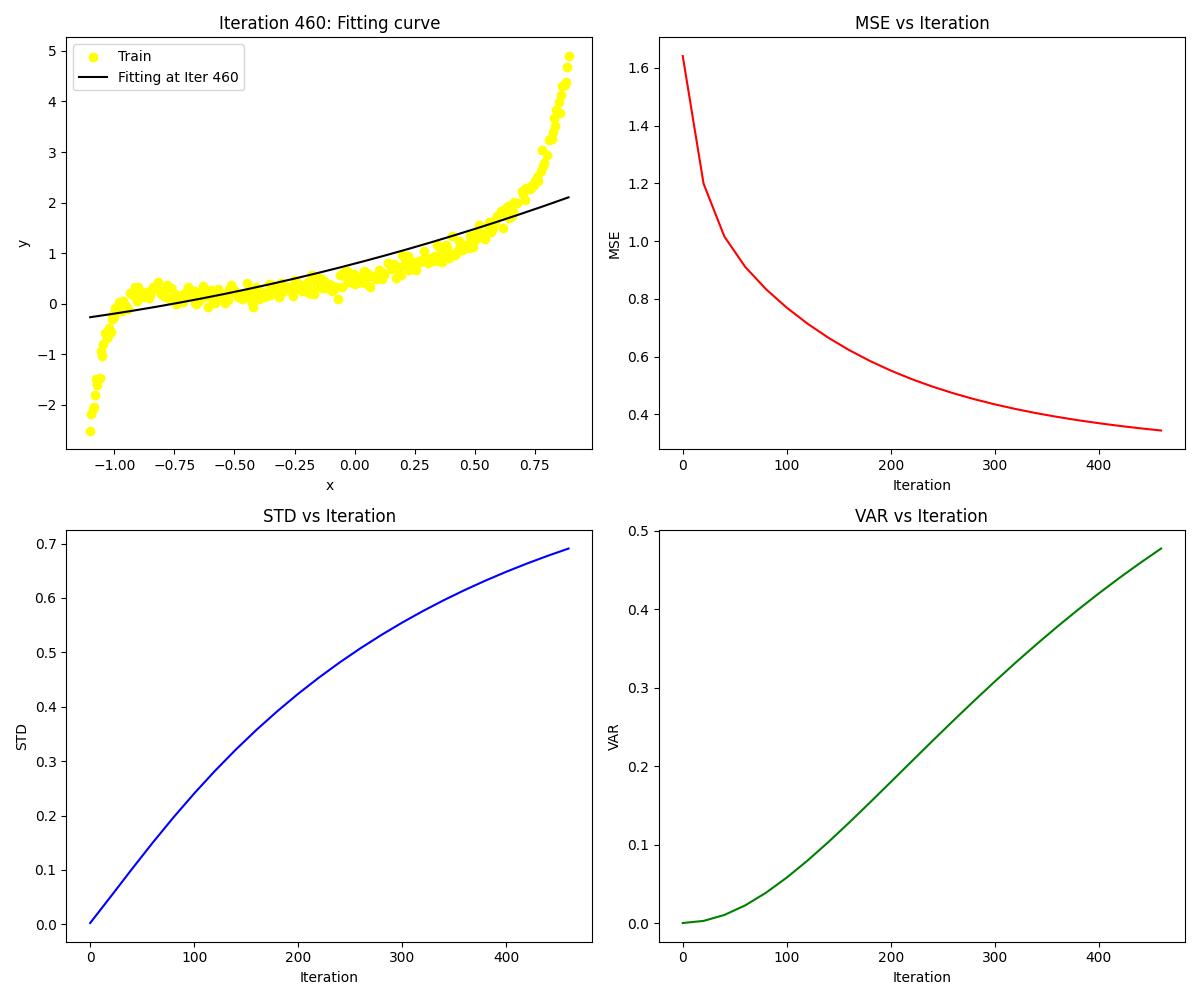 Iteration 460: Fitting curve
Train
Fitting at Iter 460
5
4
3
2
1
0
−1
−2
y
−1.00 −0.75 −0.50 −0.25 0.00 0.25 0.50 0.75
x
MSE vs Iteration
1.6
1.4
1.2
1.0
0.8
0.6
0.4
MSE
0 100 200 300 400
Iteration
STD vs Iteration
0.7
0.6
0.5
0.4
0.3
0.2
0.1
0.0
STD
0 100 200 300 400
Iteration
VAR vs Iteration
0.5
0.4
0.3
0.2
0.1
0.0
VAR
0 100 200 300 400
Iteration